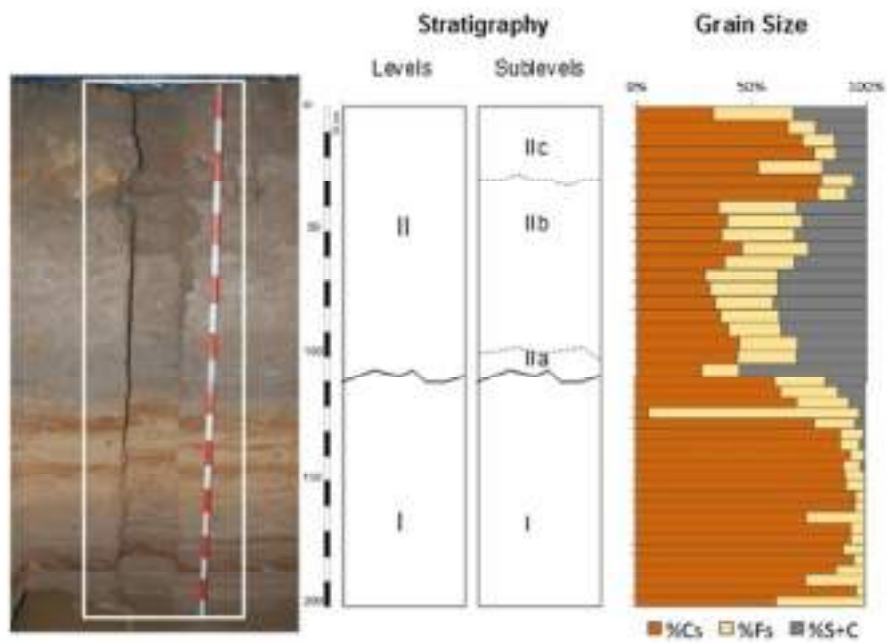 Stratigraphy
Grain Size
Levels
Sublevels
0% 50% 100%
0
50
100
150
200
II
I
IIc
IIb
IIa
I
%Cs %Fs %S+C